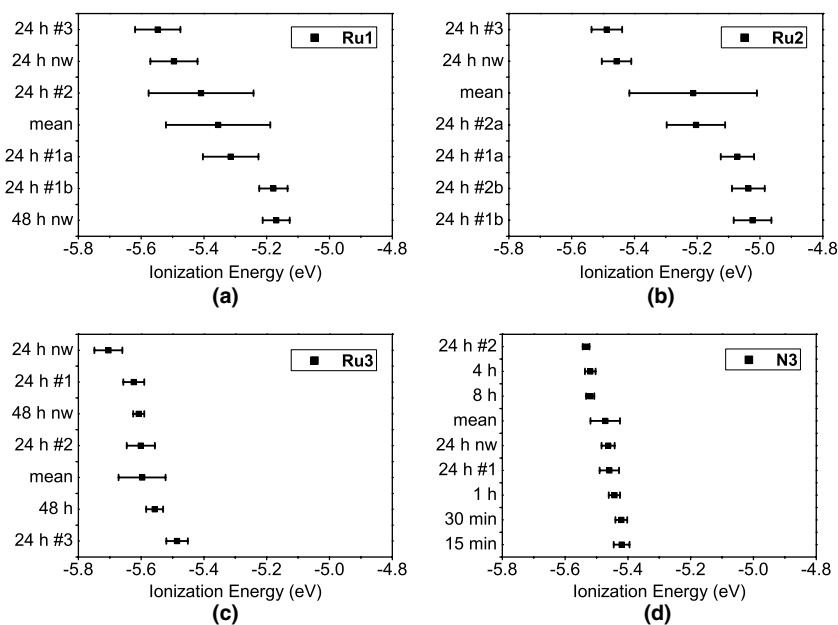 24 h #3
24 h nw
24 h #2
mean
24 h #1a
24 h #1b
48 h nw
Ru1
-5.8 -5.6 -5.4 -5.2 -5.0 -4.8
Ionization Energy (eV)
(a)
24 h #3
24 h nw
mean
24 h #2a
24 h #1a
24 h #2b
24 h #1b
Ru2
-5.8 -5.6 -5.4 -5.2 -5.0 -4.8
Ionization Energy (eV)
(b)
24 h nw
24 h #1
48 h nw
24 h #2
mean
48 h
24 h #3
Ru3
-5.8 -5.6 -5.4 -5.2 -5.0 -4.8
Ionization Energy (eV)
(c)
24 h #2
4 h
8 h
mean
24 h nw
24 h #1
1 h
30 min
15 min
N3
-5.8 -5.6 -5.4 -5.2 -5.0 -4.8
Ionization Energy (eV)
(d)